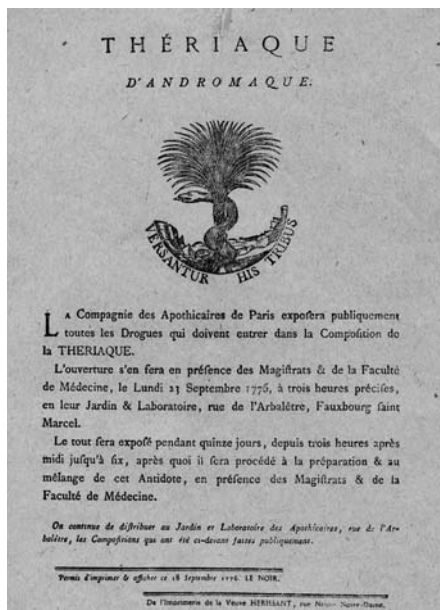 THÉRIAQUE
D'ANDROMAQUE.
VERSANTUR HIS TRIBUS
LA Compagnie des Apothicaires de Paris expoſera publiquement
toutes les Drogues qui doivent entrer dans la Compoſition de
la THERIAQUE.
L'ouverture s'en fera en préſence des Magiſtrats & de la Faculté
de Médecine, le Lundi 23 Septembre 1776, à trois heures préciſes,
en leur Jardin & Laboratoire, rue de l'Arbalêtre, Fauxbourg ſaint
Marcel.
Le tout ſera expoſé pendant quinze jours, depuis trois heures après
midi juſqu'à ſix, après quoi il ſera procédé à la préparation & au
mélange de cet Antidote, en préſence des Magiſtrats & de la
Faculté de Médecine.
On continue de diſtribuer au Jardin et Laboratoire des Apothicaires, rue de l'Ar-
balêtre, les Compoſitions qui ont été ci-devant faites publiquement.
Permis d'imprimer & afficher ce 18 Septembre 1776. LE NOIR.
De l'Imprimerie de la Veuve HERISSANT, rue Neuve Notre-Dame.